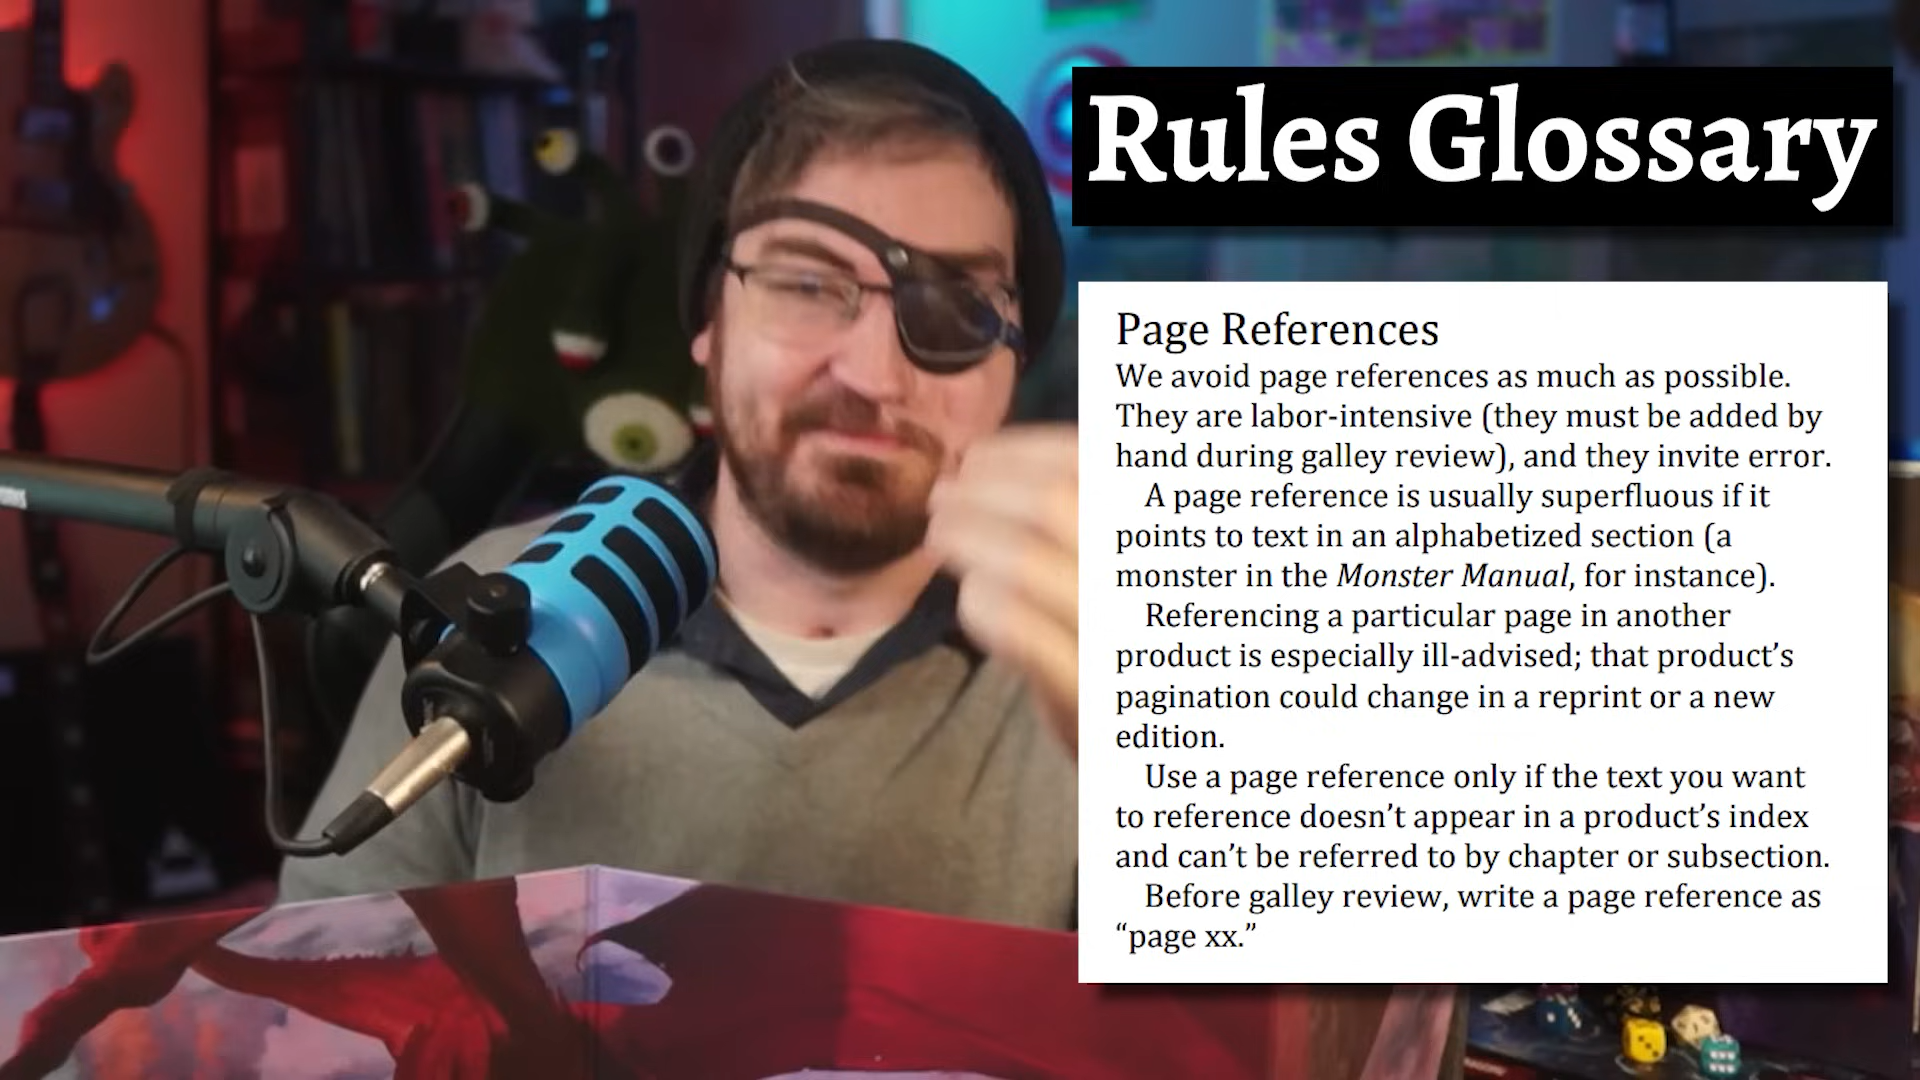 Rules Glossary
Page References
We avoid page references as much as possible.
They are labor-intensive (they must be added by
hand during galley review), and they invite error.
A page reference is usually superfluous if it
points to text in an alphabetized section (a
monster in the Monster Manual, for instance).
Referencing a particular page in another
product is especially ill-advised; that product’s
pagination could change in a reprint or a new
edition.
Use a page reference only if the text you want
to reference doesn’t appear in a product’s index
and can’t be referred to by chapter or subsection.
Before galley review, write a page reference as
“page xx.”